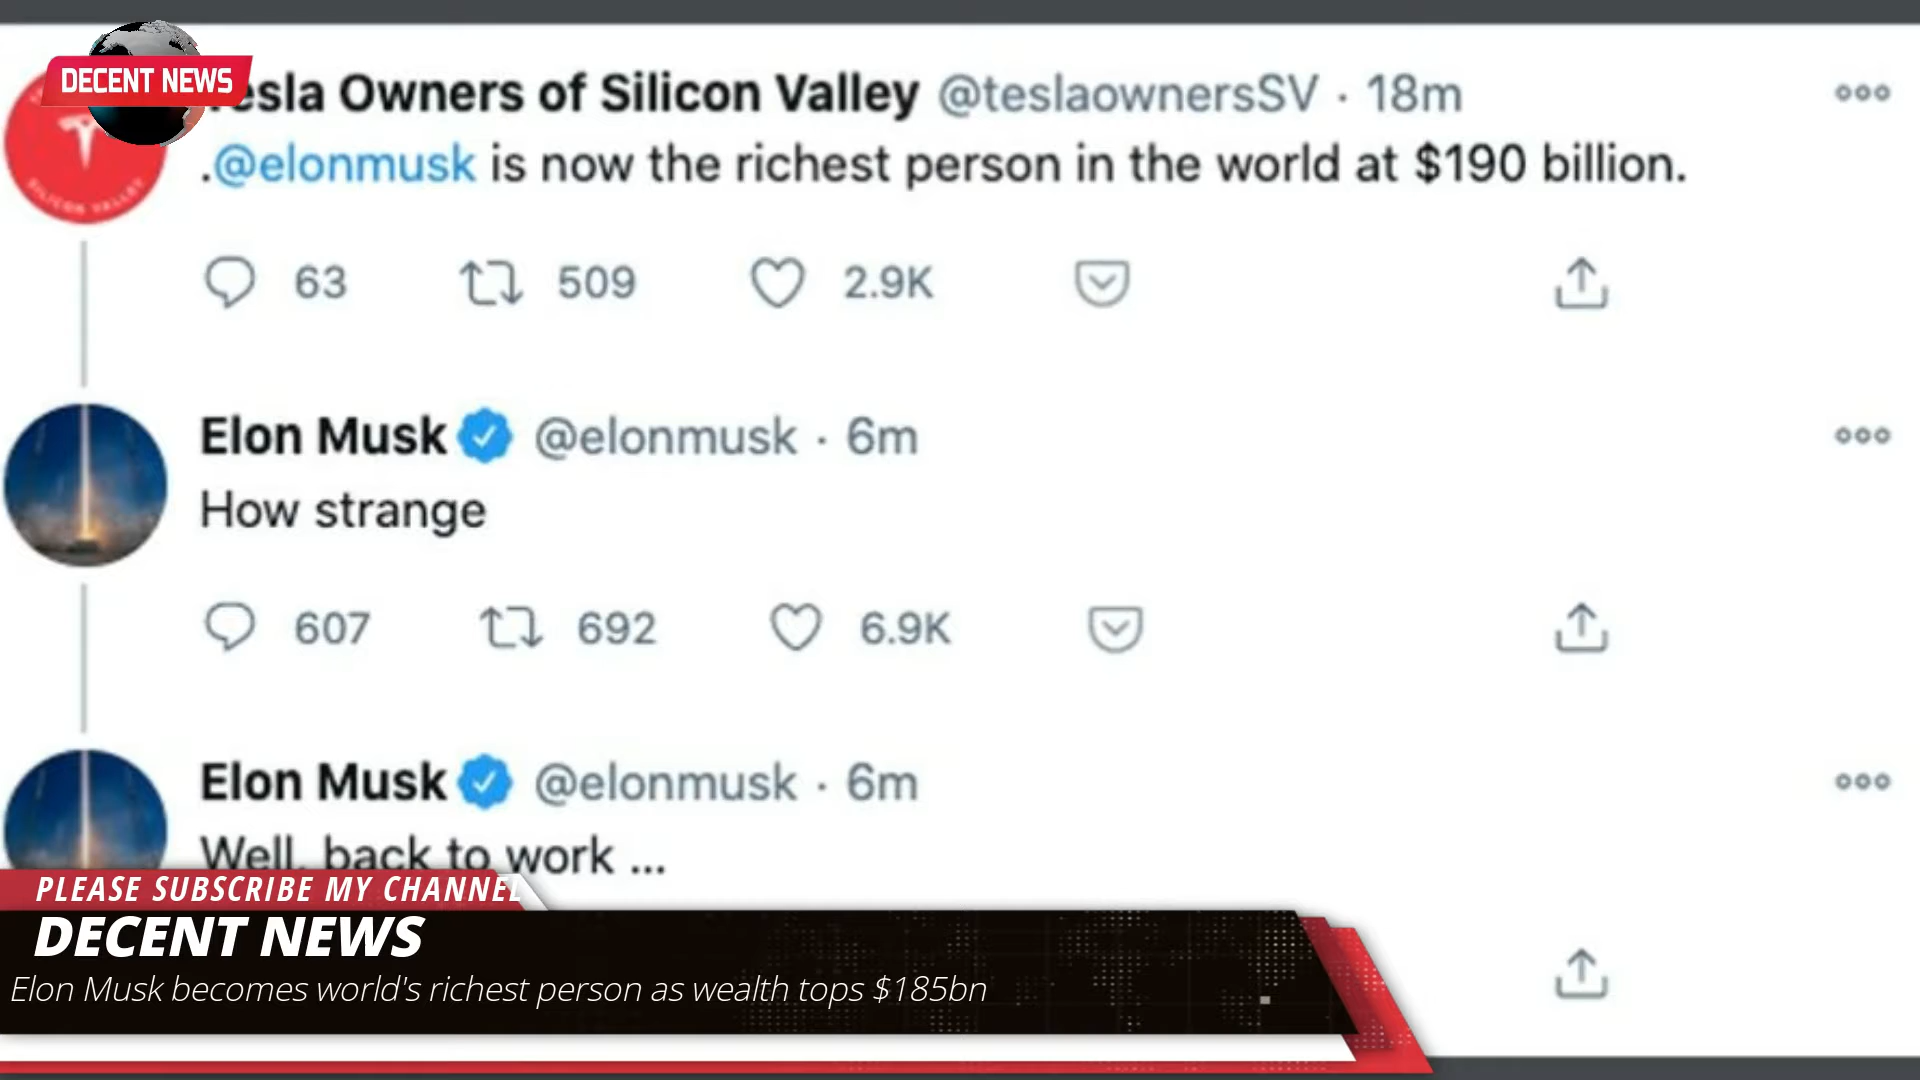 DECENT NEWS
esla Owners of Silicon Valley @teslaownersSV · 18m
.@elonmusk is now the richest person in the world at $190 billion.
SILICON VALLEY
63 509 2.9K
Elon Musk @elonmusk · 6m
How strange
607 692 6.9K
Elon Musk @elonmusk · 6m
Well, back to work ...
PLEASE SUBSCRIBE MY CHANNEL
DECENT NEWS
Elon Musk becomes world's richest person as wealth tops $185bn